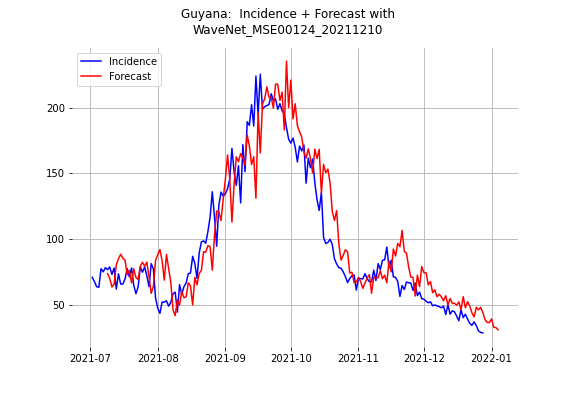 Guyana:  Incidence + Forecast with
WaveNet_MSE00124_20211210
Incidence
Forecast
200
150
100
50
2021-07
2021-08
2021-09
2021-10
2021-11
2021-12
2022-01